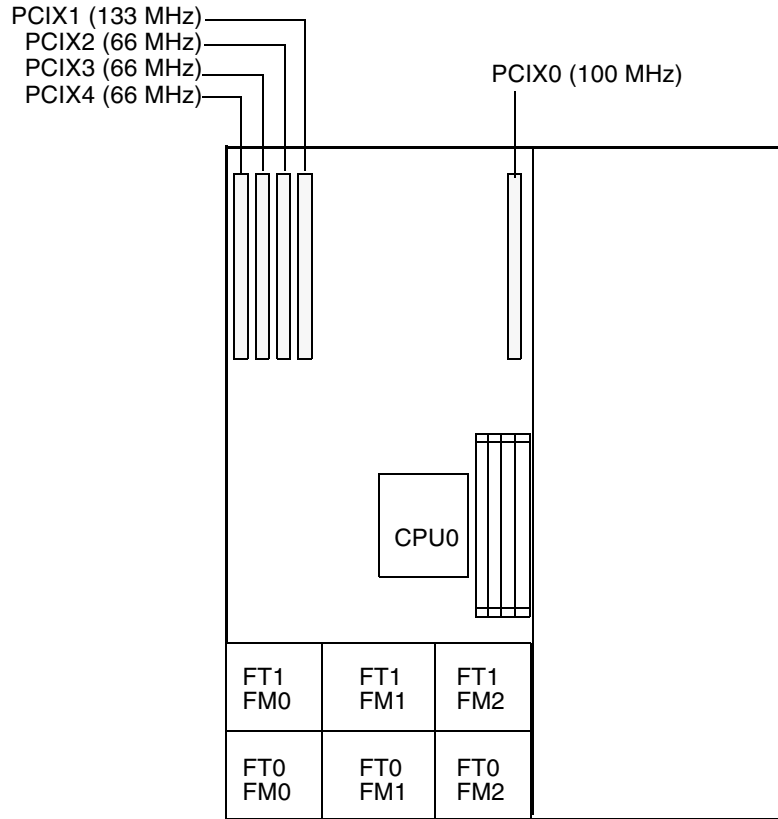 PCIX1 (133 MHz)
PCIX2 (66 MHz)
PCIX3 (66 MHz)
PCIX4 (66 MHz)
PCIX0 (100 MHz)
CPU0
FT1
FM0
FT1
FM1
FT1
FM2
FT0
FM0
FT0
FM1
FT0
FM2